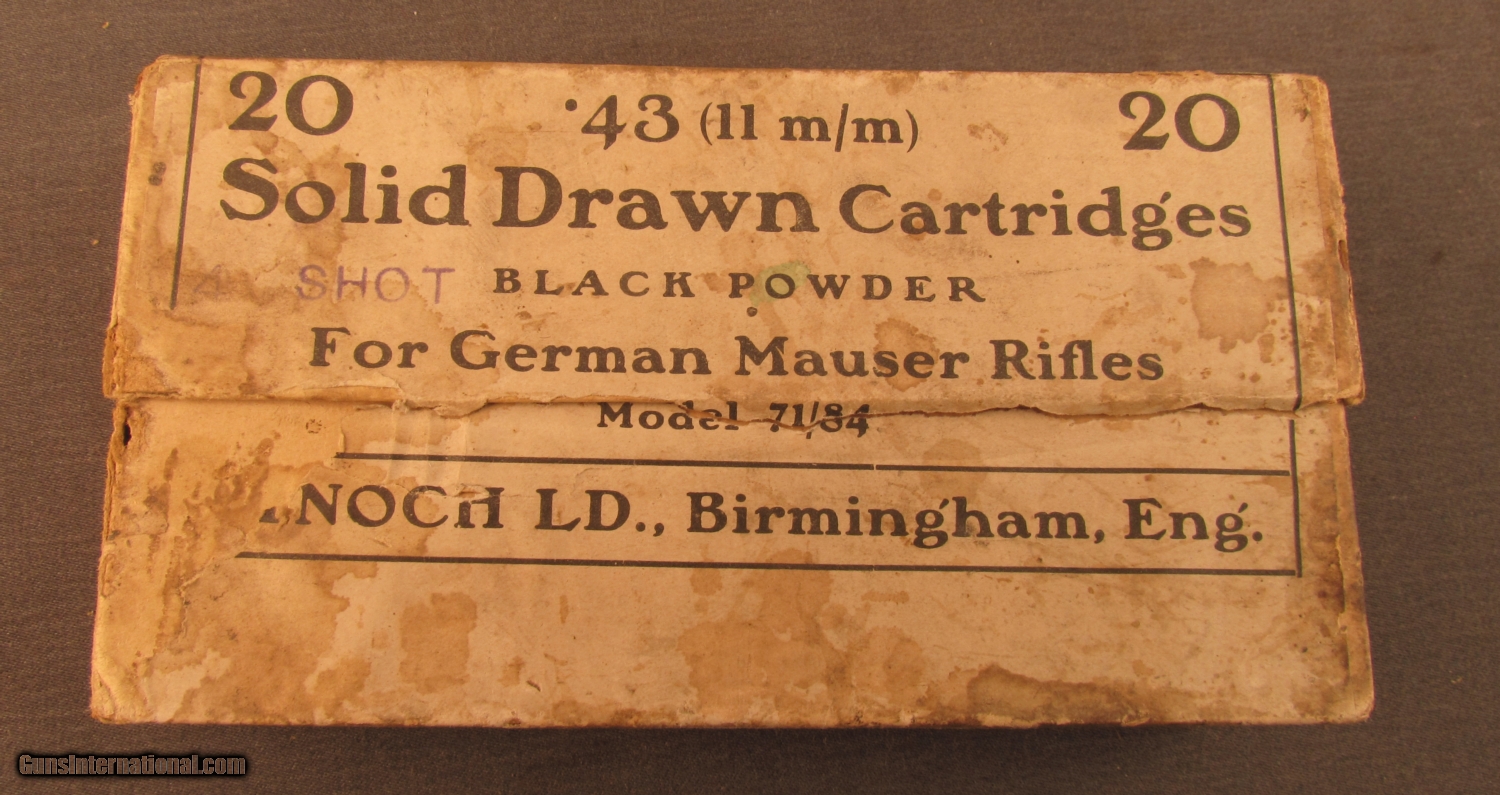 20 ·43 (11 m/m) 20
Solid Drawn Cartridges
SHOT BLACK POWDER
For German Mauser Rifles
Model 71/84
NOCH LD., Birmingham, Eng.
GunsInternational.com